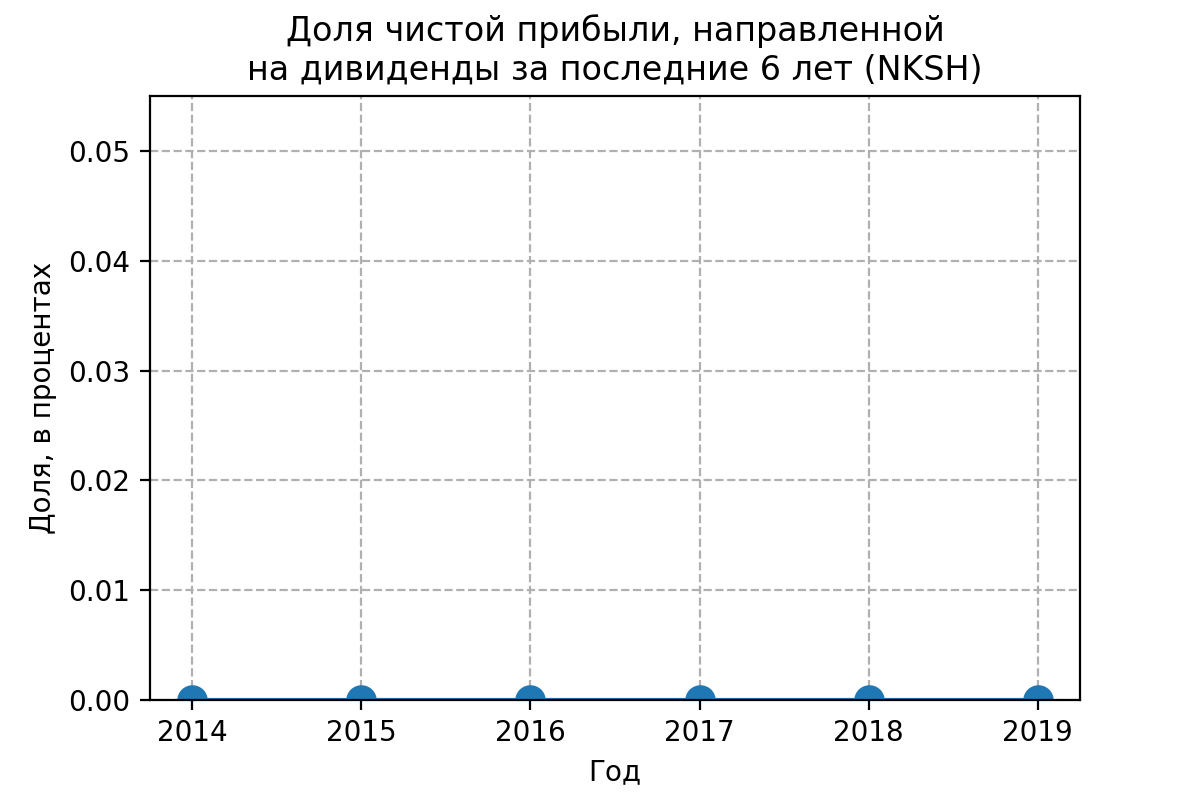 Доля чистой прибыли, направленной
на дивиденды за последние 6 лет (NKSH)
Доля, в процентах
0.05
0.04
0.03
0.02
0.01
0.00
2014 2015 2016 2017 2018 2019
Год